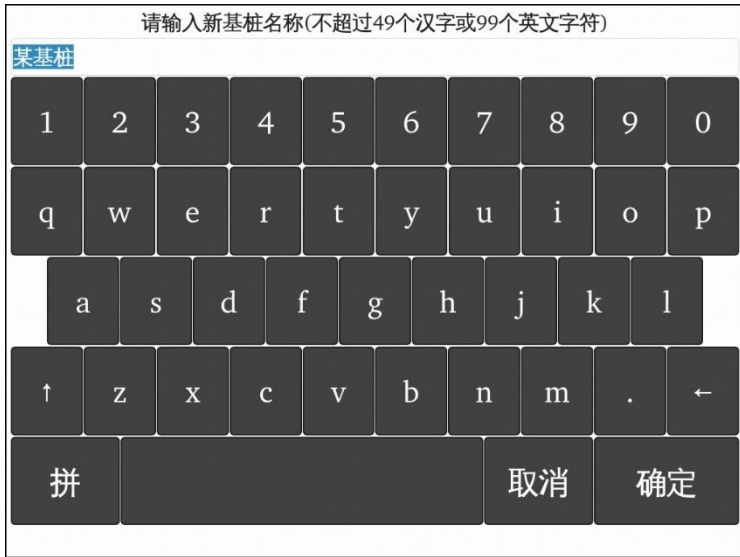 请输入新基桩名称(不超过49个汉字或99个英文字符)
某基桩
1 2 3 4 5 6 7 8 9 0
q w e r t y u i o p
a s d f g h j k l
↑ z x c v b n m . ←
拼 取消 确定